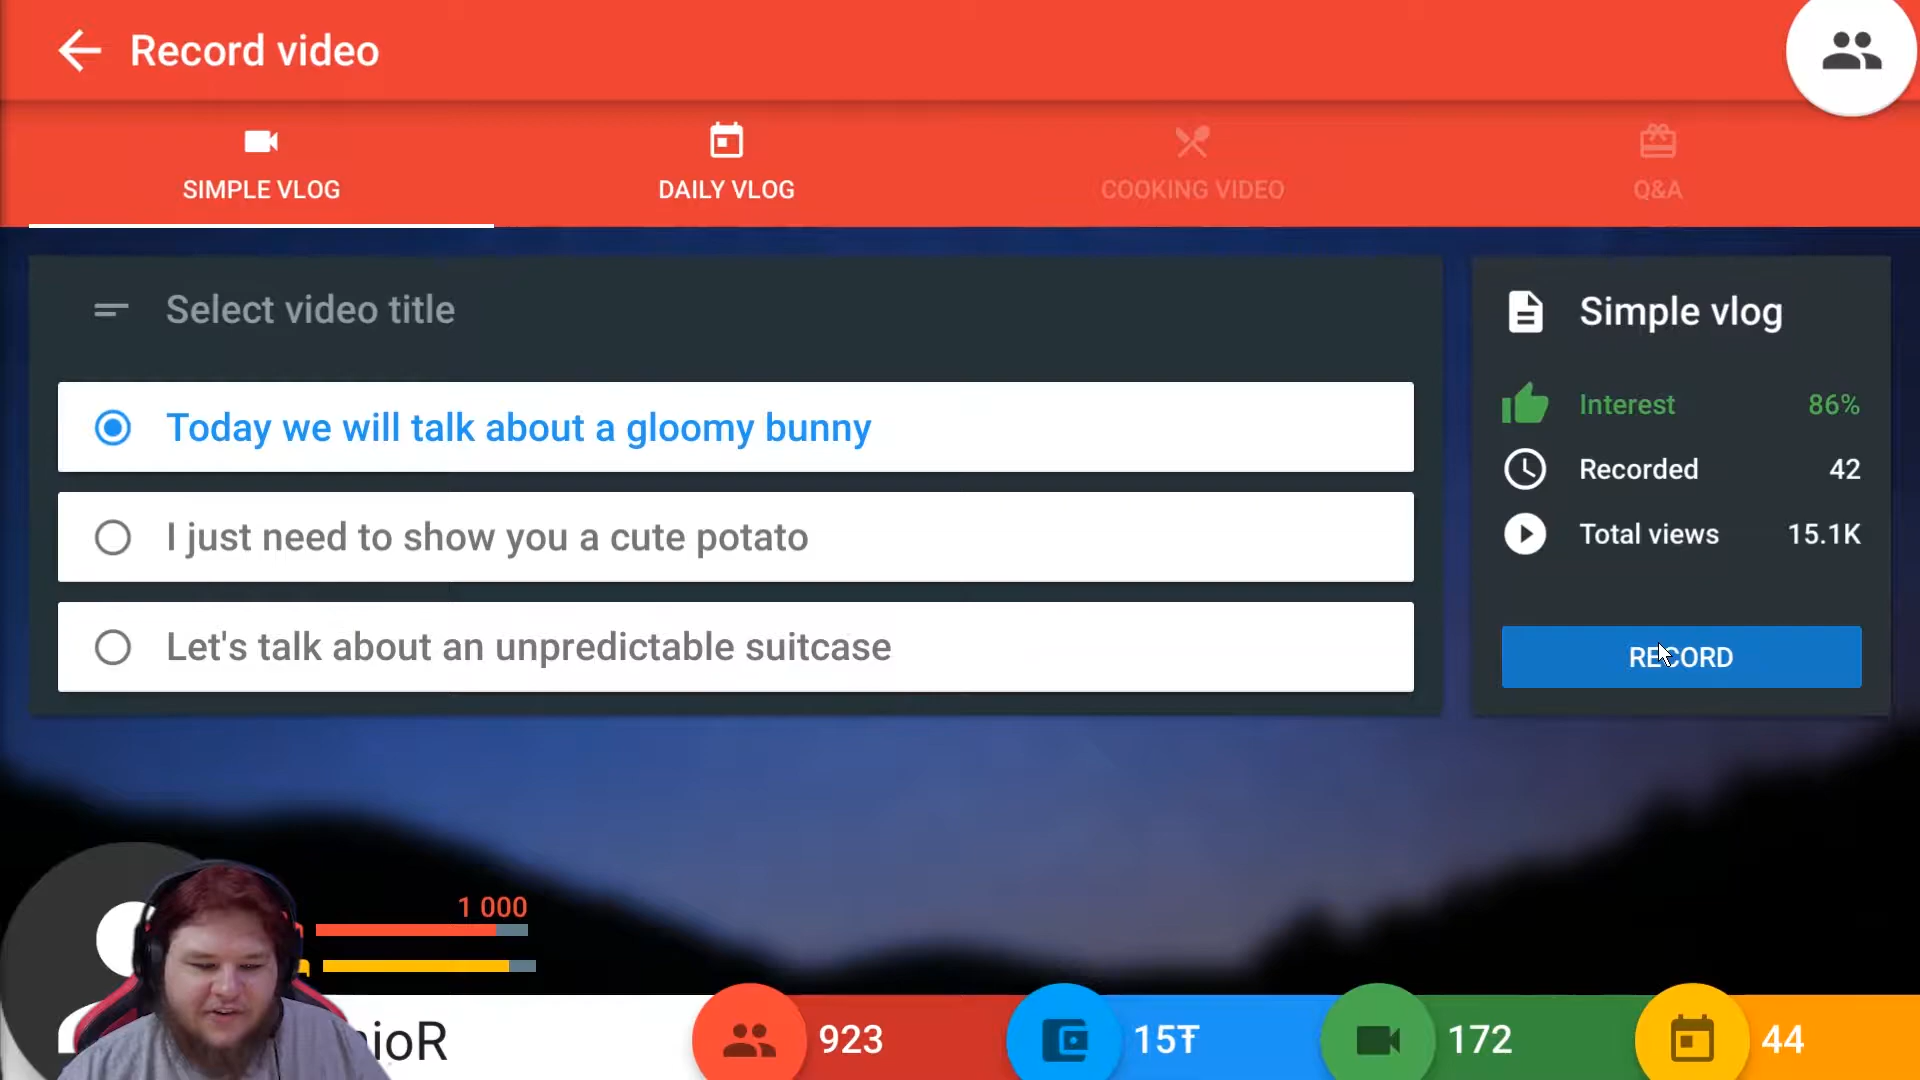 Record video
SIMPLE VLOG
DAILY VLOG
COOKING VIDEO
Q&A
Select video title
Today we will talk about a gloomy bunny
I just need to show you a cute potato
Let's talk about an unpredictable suitcase
Simple vlog
Interest 86%
Recorded 42
Total views 15.1K
RECORD
1 000
ioR
923
15Ŧ
172
44